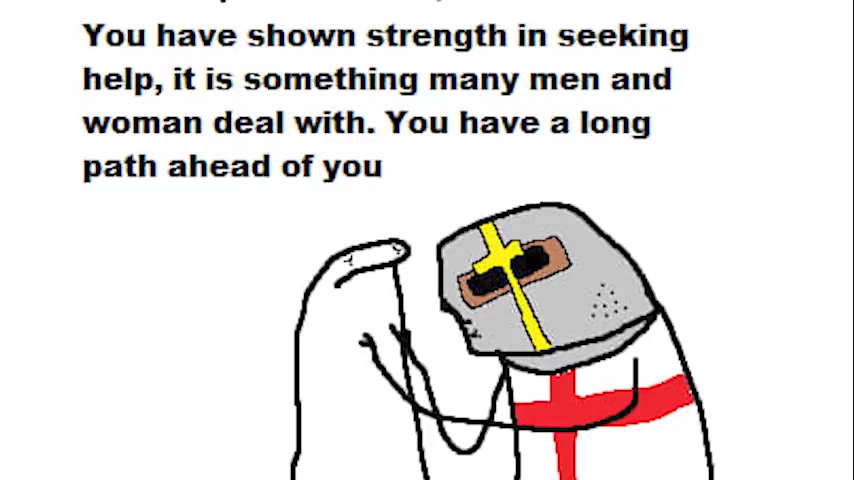 You have shown strength in seeking
help, it is something many men and
woman deal with. You have a long
path ahead of you